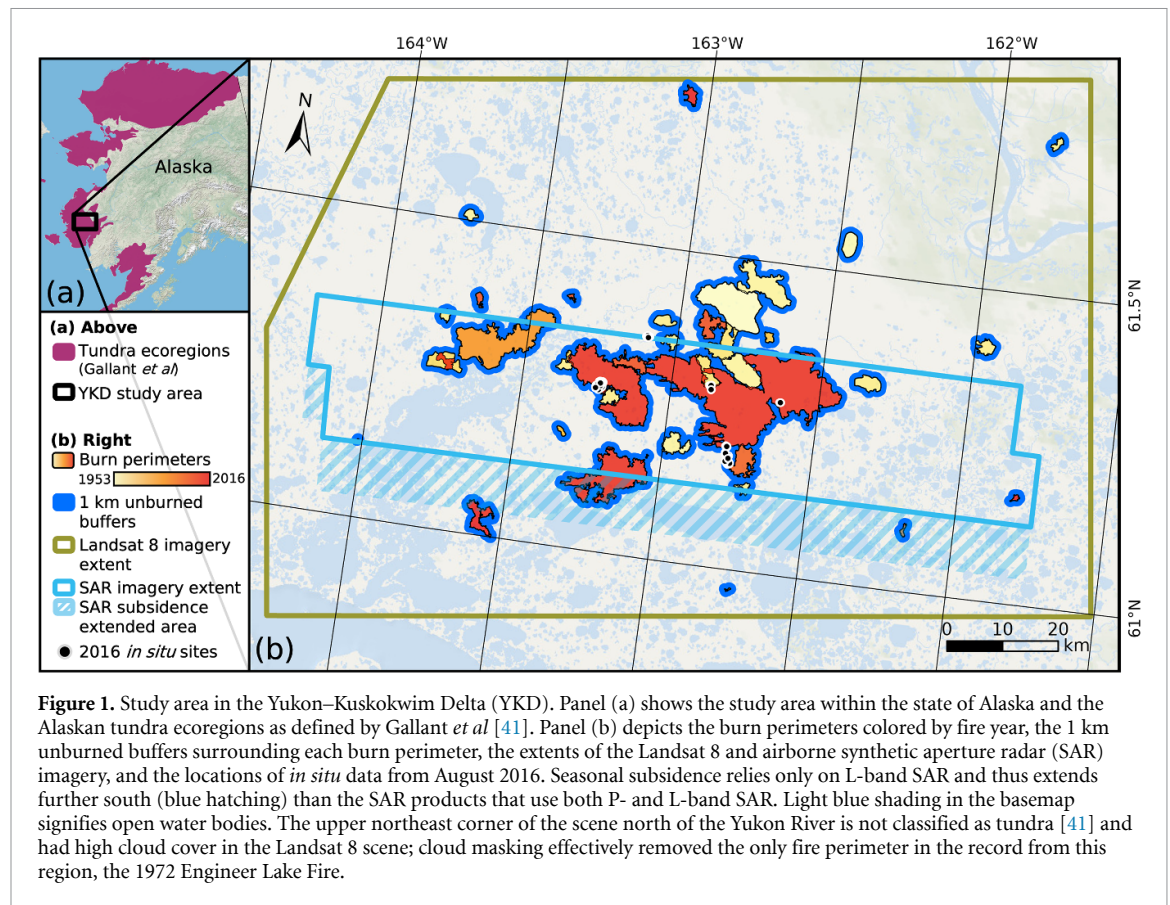 164°W 163°W 162°W
N
Alaska
(a)
61.5°N
(a) Above
Tundra ecoregions
(Gallant et al)
YKD study area
(b) Right
Burn perimeters
1953 2016
1 km unburned
buffers
Landsat 8 imagery
extent
SAR imagery extent
SAR subsidence
extended area
2016 in situ sites
(b)
61°N
0 10 20
km
Figure 1. Study area in the Yukon–Kuskokwim Delta (YKD). Panel (a) shows the study area within the state of Alaska and the
Alaskan tundra ecoregions as defined by Gallant et al [41]. Panel (b) depicts the burn perimeters colored by fire year, the 1 km
unburned buffers surrounding each burn perimeter, the extents of the Landsat 8 and airborne synthetic aperture radar (SAR)
imagery, and the locations of in situ data from August 2016. Seasonal subsidence relies only on L-band SAR and thus extends
further south (blue hatching) than the SAR products that use both P- and L-band SAR. Light blue shading in the basemap
signifies open water bodies. The upper northeast corner of the scene north of the Yukon River is not classified as tundra [41] and
had high cloud cover in the Landsat 8 scene; cloud masking effectively removed the only fire perimeter in the record from this
region, the 1972 Engineer Lake Fire.